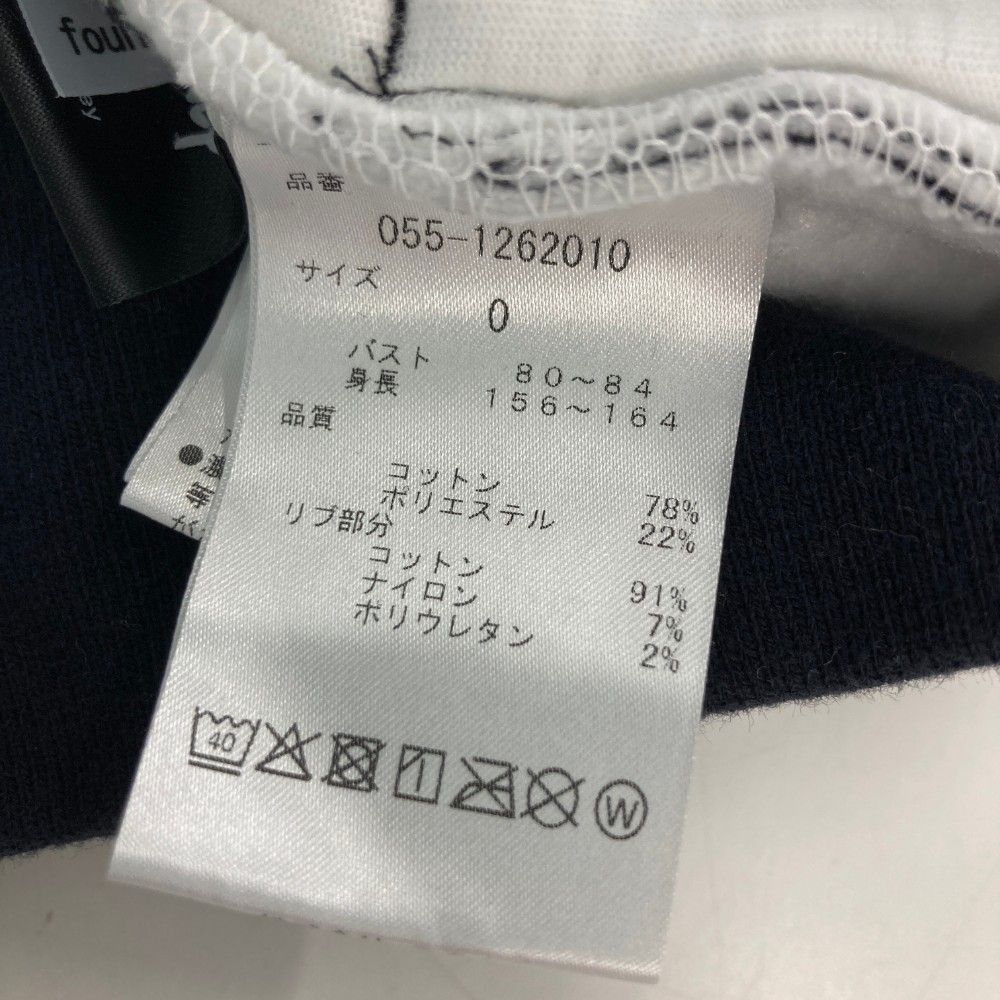 foun
品番
055-1262010
サイズ
0
バスト 80～84
身長 156～164
品質
コットン 78%
ポリエステル 22%
リブ部分
コットン 91%
ナイロン 7%
ポリウレタン 2%
40
W